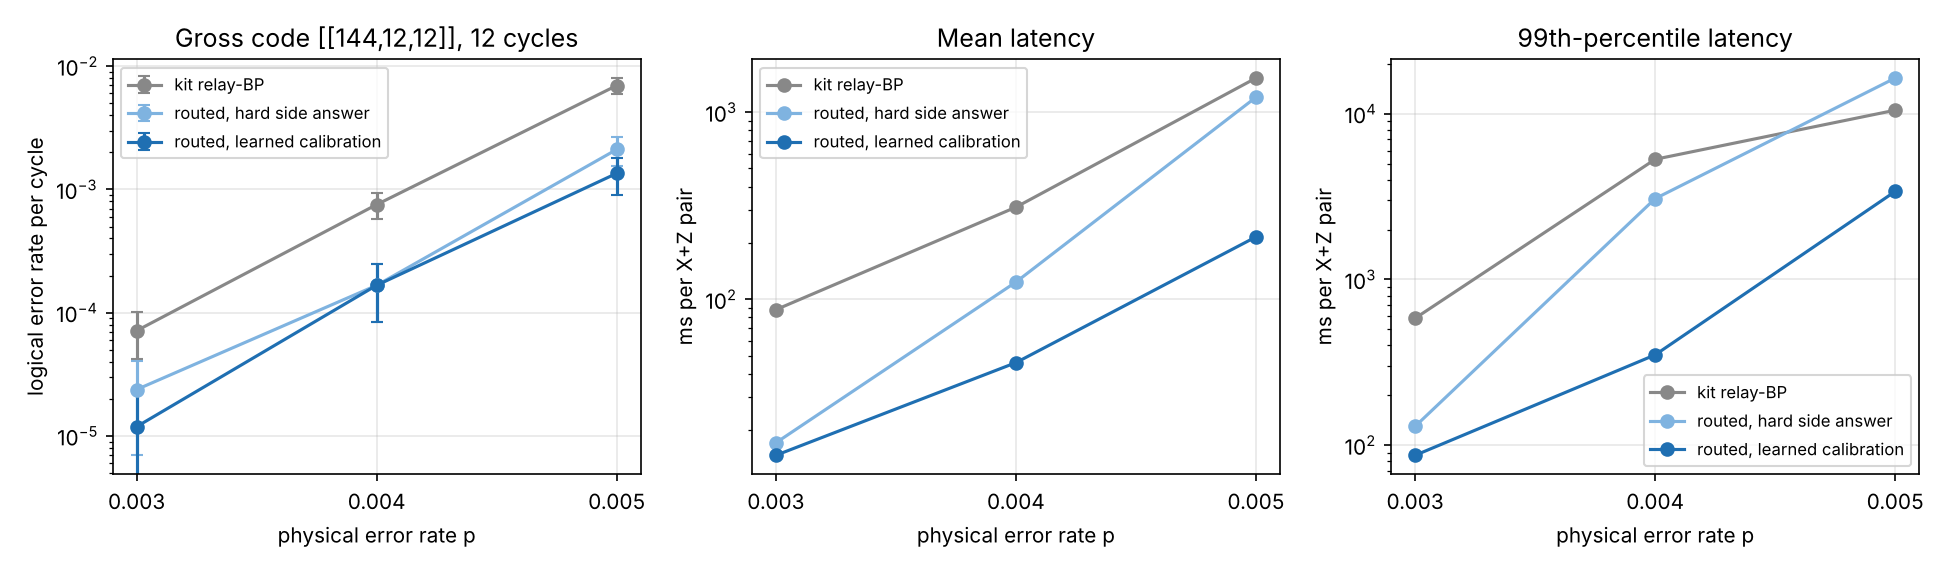 Gross code [[144,12,12]], 12 cycles
logical error rate per cycle
10⁻²
10⁻³
10⁻⁴
10⁻⁵
kit relay-BP
routed, hard side answer
routed, learned calibration
0.003
0.004
0.005
physical error rate p
Mean latency
ms per X+Z pair
10³
10²
kit relay-BP
routed, hard side answer
routed, learned calibration
0.003
0.004
0.005
physical error rate p
99th-percentile latency
ms per X+Z pair
10⁴
10³
10²
kit relay-BP
routed, hard side answer
routed, learned calibration
0.003
0.004
0.005
physical error rate p